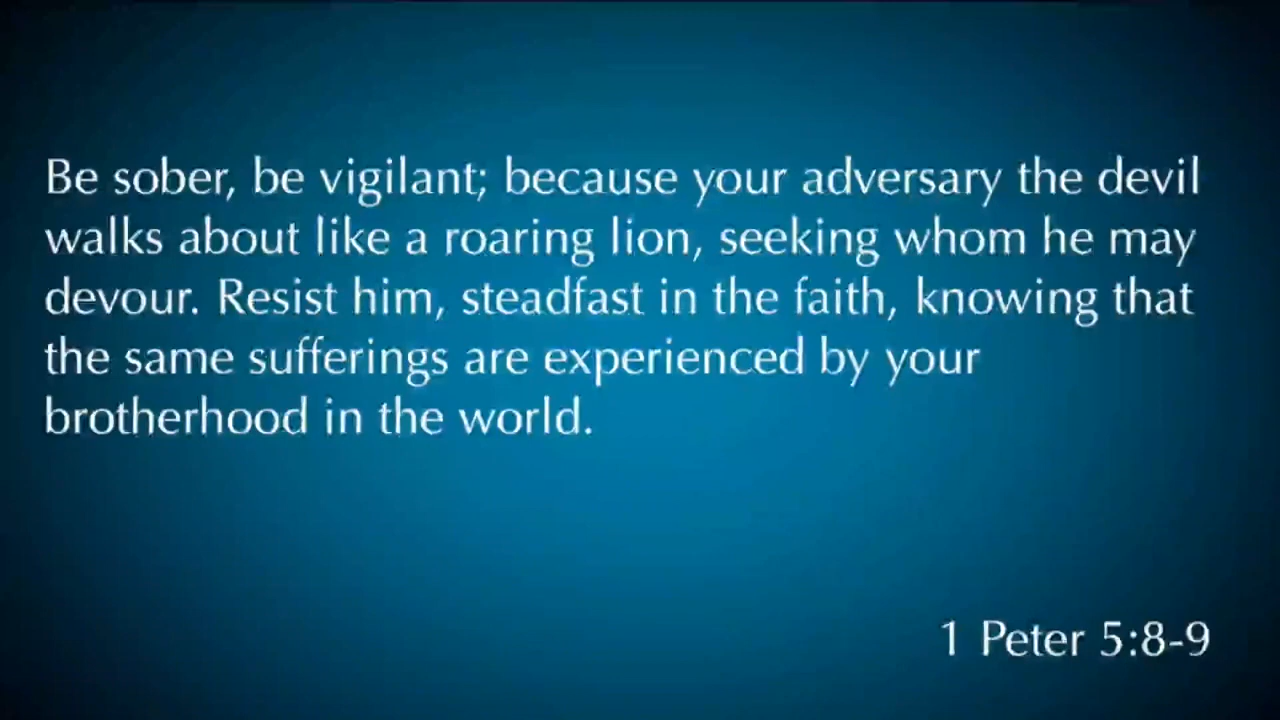 Be sober, be vigilant; because your adversary the devil
walks about like a roaring lion, seeking whom he may
devour. Resist him, steadfast in the faith, knowing that
the same sufferings are experienced by your
brotherhood in the world.
1 Peter 5:8-9